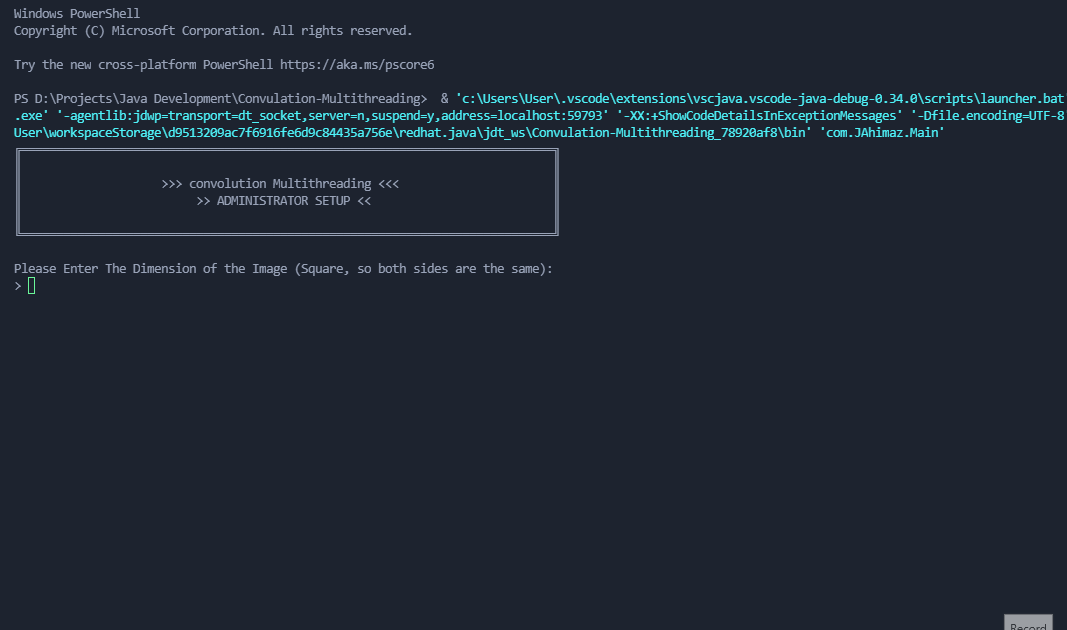 Windows PowerShell
Copyright (C) Microsoft Corporation. All rights reserved.
Try the new cross-platform PowerShell https://aka.ms/pscore6
PS D:\Projects\Java Development\Convulation-Multithreading>  & 'c:\Users\User\.vscode\extensions\vscjava.vscode-java-debug-0.34.0\scripts\launcher.bat'
.exe' '-agentlib:jdwp=transport=dt_socket,server=n,suspend=y,address=localhost:59793' '-XX:+ShowCodeDetailsInExceptionMessages' '-Dfile.encoding=UTF-8
User\workspaceStorage\d9513209ac7f6916fe6d9c84435a756e\redhat.java\jdt_ws\Convulation-Multithreading_78920af8\bin' 'com.JAhimaz.Main'
>>> convolution Multithreading <<<
>> ADMINISTRATOR SETUP <<
Please Enter The Dimension of the Image (Square, so both sides are the same):
>
Record